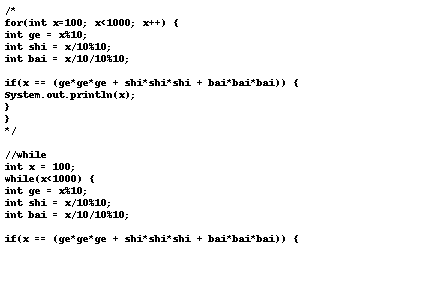 /*
for(int x=100; x<1000; x++) {
int ge = x%10;
int shi = x/10%10;
int bai = x/10/10%10;

if(x == (ge*ge*ge + shi*shi*shi + bai*bai*bai)) {
System.out.println(x);
}
}
*/

//while
int x = 100;
while(x<1000) {
int ge = x%10;
int shi = x/10%10;
int bai = x/10/10%10;

if(x == (ge*ge*ge + shi*shi*shi + bai*bai*bai)) {